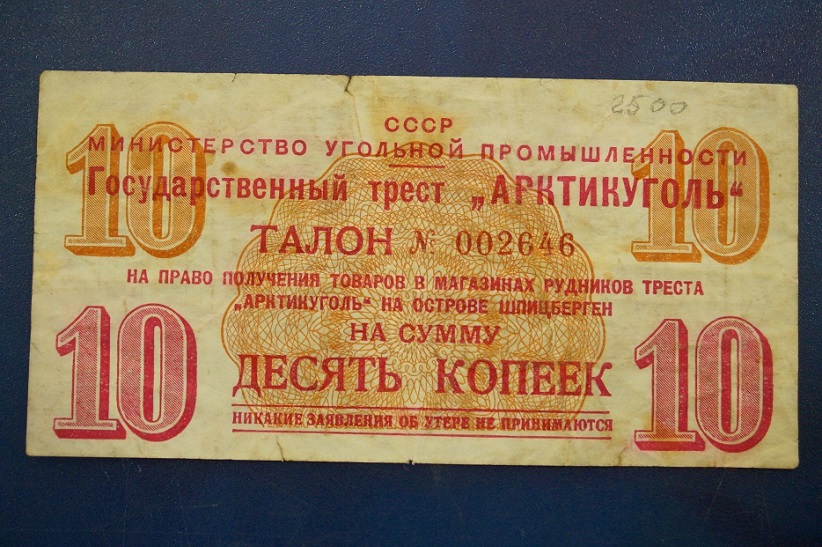 2500
СССР
МИНИСТЕРСТВО УГОЛЬНОЙ ПРОМЫШЛЕННОСТИ
10 10
Государственный трест „АРКТИКУГОЛЬ“
ТАЛОН № 002646
НА ПРАВО ПОЛУЧЕНИЯ ТОВАРОВ В МАГАЗИНАХ РУДНИКОВ ТРЕСТА
„АРКТИКУГОЛЬ“ НА ОСТРОВЕ ШПИЦБЕРГЕН
НА СУММУ
10 ДЕСЯТЬ КОПЕЕК 10
НИКАКИЕ ЗАЯВЛЕНИЯ ОБ УТЕРЕ НЕ ПРИНИМАЮТСЯ